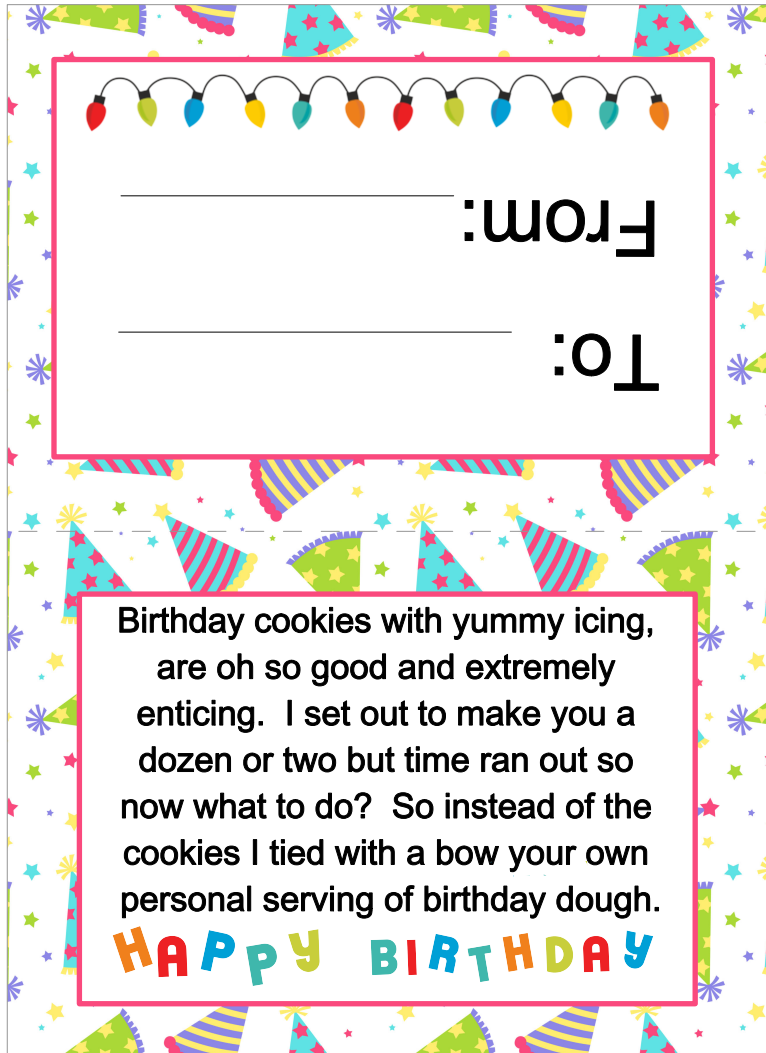 From:
To:
Birthday cookies with yummy icing,
are oh so good and extremely
enticing.  I set out to make you a
dozen or two but time ran out so
now what to do?  So instead of the
cookies I tied with a bow your own
personal serving of birthday dough.
HAPPY BIRTHDAY